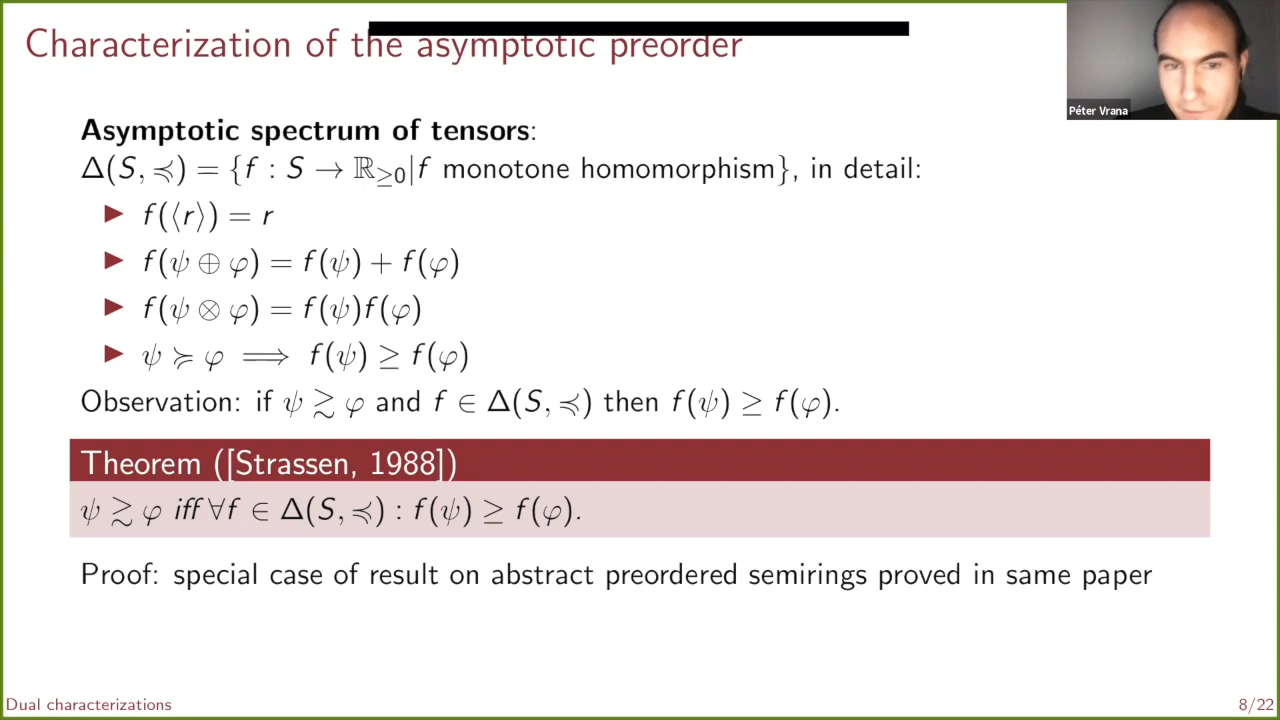 Characterization of the asymptotic preorder
Péter Vrana
Asymptotic spectrum of tensors:
Δ(S, ≼) = {f : S → ℝ≥0|f monotone homomorphism}, in detail:
▶ f(⟨r⟩) = r
▶ f(ψ ⊕ φ) = f(ψ) + f(φ)
▶ f(ψ ⊗ φ) = f(ψ)f(φ)
▶ ψ ≽ φ ⟹ f(ψ) ≥ f(φ)
Observation: if ψ ≳ φ and f ∈ Δ(S, ≼) then f(ψ) ≥ f(φ).
Theorem ([Strassen, 1988])
ψ ≳ φ iff ∀f ∈ Δ(S, ≼) : f(ψ) ≥ f(φ).
Proof: special case of result on abstract preordered semirings proved in same paper
Dual characterizations
8/22